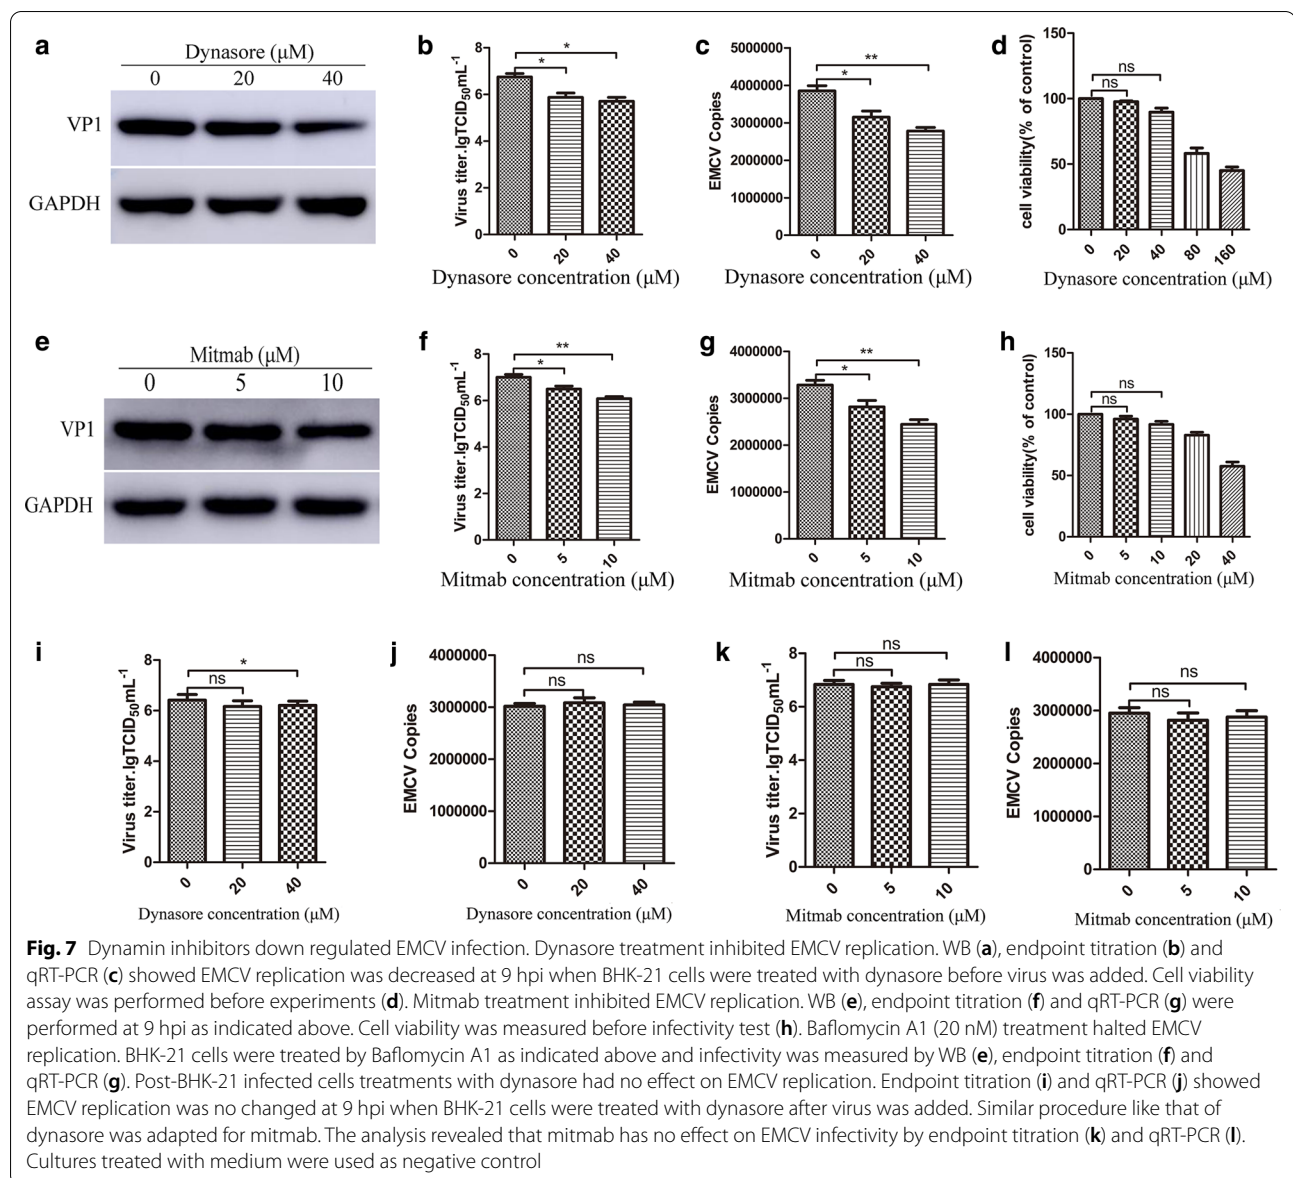 a
Dynasore (μM)
0 20 40
VP1
GAPDH
b
Virus titer.lgTCID50mL-1
8
6
4
2
0
*
*
0 20 40
Dynasore concentration (μM)
c
EMCV Copies
5000000
4000000
3000000
2000000
1000000
0
**
*
0 20 40
Dynasore concentration (μM)
d
cell viability(% of control)
150
100
50
0
ns
ns
0 20 40 80 160
Dynasore concentration (μM)
e
Mitmab (μM)
0 5 10
VP1
GAPDH
f
Virus titer.lgTCID50mL-1
8
6
4
2
0
**
*
0 5 10
Mitmab concentration (μM)
g
EMCV Copies
4000000
3000000
2000000
1000000
0
**
*
0 5 10
Mitmab concentration (μM)
h
cell viability(% of control)
150
100
50
0
ns
ns
0 5 10 20 40
Mitmab concentration (μM)
i
Virus titer.lgTCID50mL-1
8
6
4
2
0
*
ns
0 20 40
Dynasore concentration (μM)
j
EMCV Copies
4000000
3000000
2000000
1000000
0
ns
ns
0 20 40
Dynasore concentration (μM)
k
Virus titer.lgTCID50mL-1
8
6
4
2
0
ns
ns
0 5 10
Mitmab concentration (μM)
l
EMCV Copies
4000000
3000000
2000000
1000000
0
ns
ns
0 5 10
Mitmab concentration (μM)
Fig. 7 Dynamin inhibitors down regulated EMCV infection. Dynasore treatment inhibited EMCV replication. WB (a), endpoint titration (b) and
qRT-PCR (c) showed EMCV replication was decreased at 9 hpi when BHK-21 cells were treated with dynasore before virus was added. Cell viability
assay was performed before experiments (d). Mitmab treatment inhibited EMCV replication. WB (e), endpoint titration (f) and qRT-PCR (g) were
performed at 9 hpi as indicated above. Cell viability was measured before infectivity test (h). Baflomycin A1 (20 nM) treatment halted EMCV
replication. BHK-21 cells were treated by Baflomycin A1 as indicated above and infectivity was measured by WB (e), endpoint titration (f) and
qRT-PCR (g). Post-BHK-21 infected cells treatments with dynasore had no effect on EMCV replication. Endpoint titration (i) and qRT-PCR (j) showed
EMCV replication was no changed at 9 hpi when BHK-21 cells were treated with dynasore after virus was added. Similar procedure like that of
dynasore was adapted for mitmab. The analysis revealed that mitmab has no effect on EMCV infectivity by endpoint titration (k) and qRT-PCR (l).
Cultures treated with medium were used as negative control